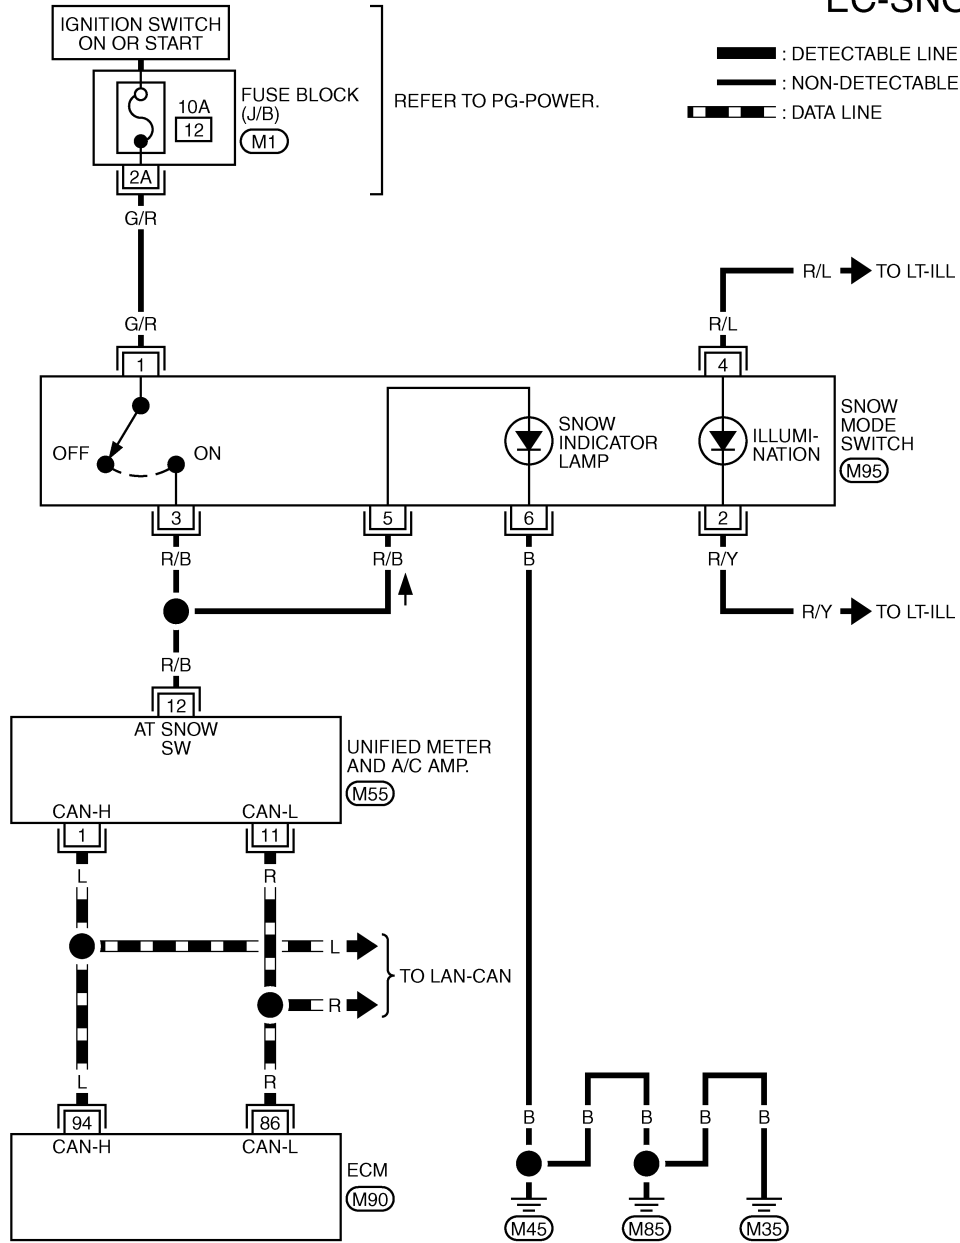 EC-SNO
IGNITION SWITCH
ON OR START
FUSE BLOCK
(J/B)
M1
10A
12
2A
REFER TO PG-POWER.
: DETECTABLE LINE
: NON-DETECTABLE
: DATA LINE
G/R
G/R
R/L
TO LT-ILL
R/L
1
4
OFF
ON
SNOW
INDICATOR
LAMP
ILLUMI-
NATION
SNOW
MODE
SWITCH
M95
3
5
6
2
R/B
R/B
B
R/Y
R/Y
TO LT-ILL
R/B
12
AT SNOW
SW
UNIFIED METER
AND A/C AMP.
M55
CAN-H
CAN-L
1
11
L
R
L
R
TO LAN-CAN
L
R
94
86
CAN-H
CAN-L
ECM
M90
B
B
B
B
B
M45
M85
M35